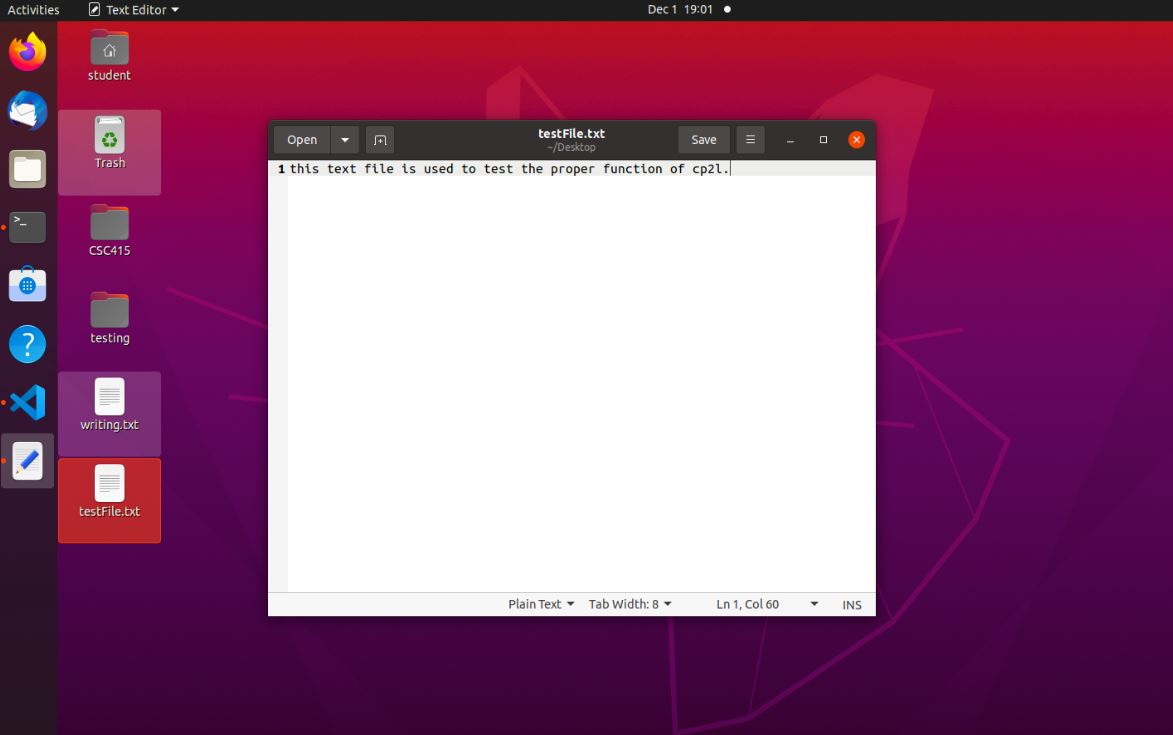 Activities
Text Editor
Dec 1 19:01
student
Trash
CSC415
testing
writing.txt
testFile.txt
Open
testFile.txt
~/Desktop
Save
1 this text file is used to test the proper function of cp2l.
Plain Text
Tab Width: 8
Ln 1, Col 60
INS